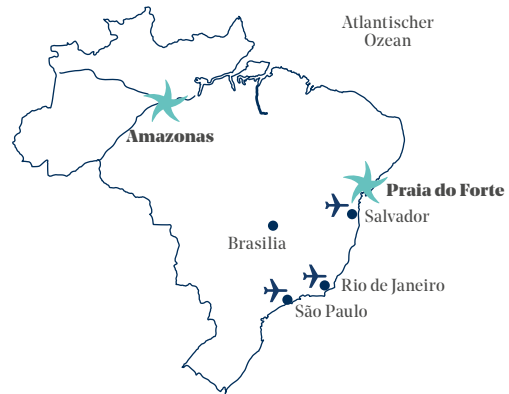 Atlantischer
Ozean
Amazonas
Praia do Forte
Salvador
Brasilia
Rio de Janeiro
São Paulo